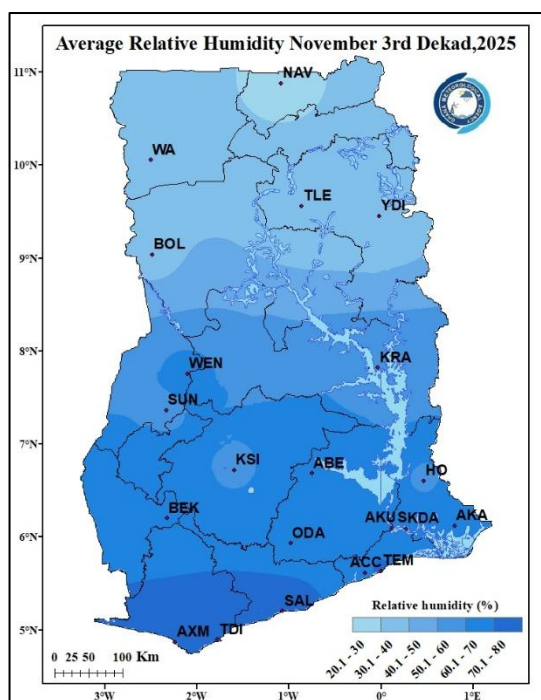 Average Relative Humidity November 3rd Dekad,2025
11°N
NAV
10°N
WA
TLE
YDI
BOL
9°N
8°N
WEN
KRA
SUN
7°N
KSI
ABE
HO
BEK
6°N
ODA
AKU
SKDA
AKA
ACC
TEM
SAL
5°N
AXM
TDI
Relative humidity (%)
20.1 - 30
30.1 - 40
40.1 - 50
50.1 - 60
60.1 - 70
70.1 - 80
0 25 50 100 Km
3°W 2°W 1°W 0° 1°E